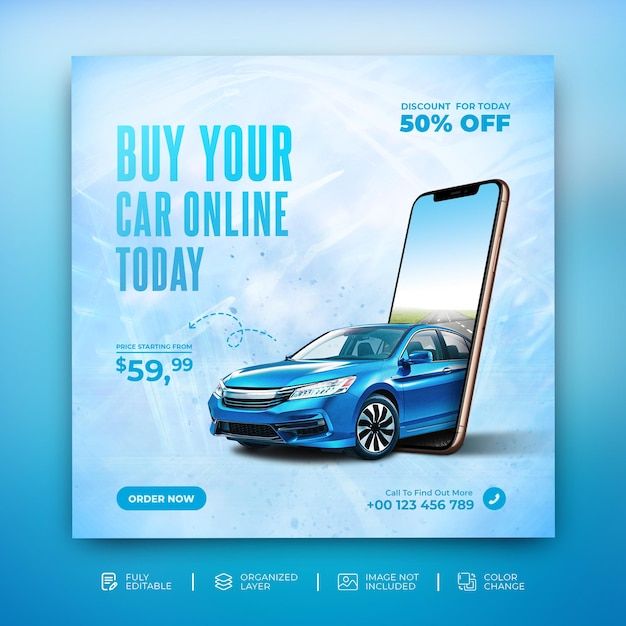 DISCOUNT FOR TODAY
50% OFF
BUY YOUR
CAR ONLINE
TODAY
PRICE STARTING FROM
$59,99
ORDER NOW
Call To Find Out More
+00 123 456 789
FULLY
EDITABLE
ORGANIZED
LAYER
IMAGE NOT
INCLUDED
COLOR
CHANGE